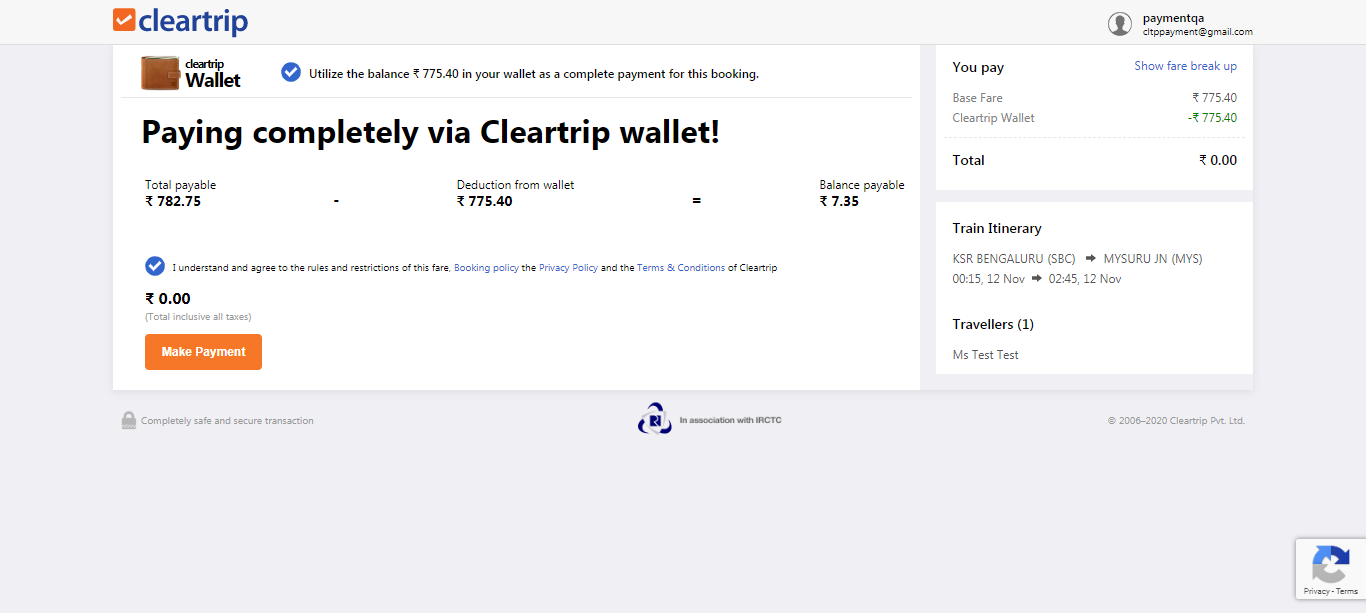 cleartrip
paymentqa
cltppayment@gmail.com
cleartrip
Wallet
Utilize the balance ₹ 775.40 in your wallet as a complete payment for this booking.
Paying completely via Cleartrip wallet!
Total payable
₹ 782.75
-
Deduction from wallet
₹ 775.40
=
Balance payable
₹ 7.35
I understand and agree to the rules and restrictions of this fare, Booking policy the Privacy Policy and the Terms & Conditions of Cleartrip
₹ 0.00
(Total inclusive all taxes)
Make Payment
You pay Show fare break up
Base Fare ₹ 775.40
Cleartrip Wallet -₹ 775.40
Total ₹ 0.00
Train Itinerary
KSR BENGALURU (SBC) ➡ MYSURU JN (MYS)
00:15, 12 Nov ➡ 02:45, 12 Nov
Travellers (1)
Ms Test Test
Completely safe and secure transaction
R
In association with IRCTC
© 2006–2020 Cleartrip Pvt. Ltd.
Privacy - Terms